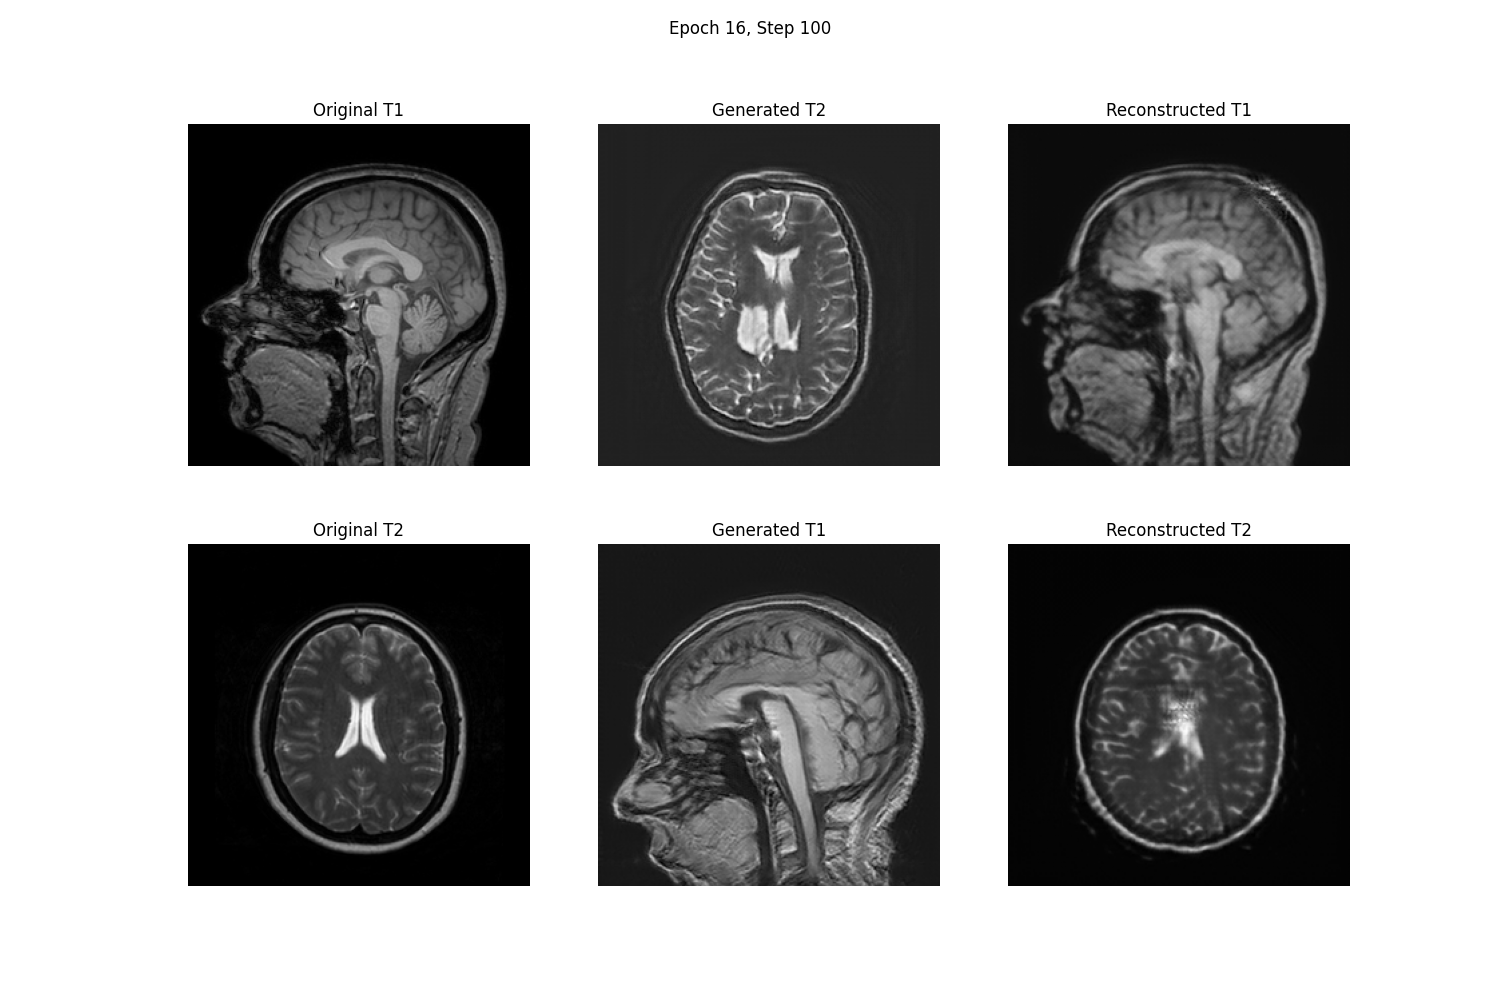 Epoch 16, Step 100
Original T1
Generated T2
Reconstructed T1
Original T2
Generated T1
Reconstructed T2